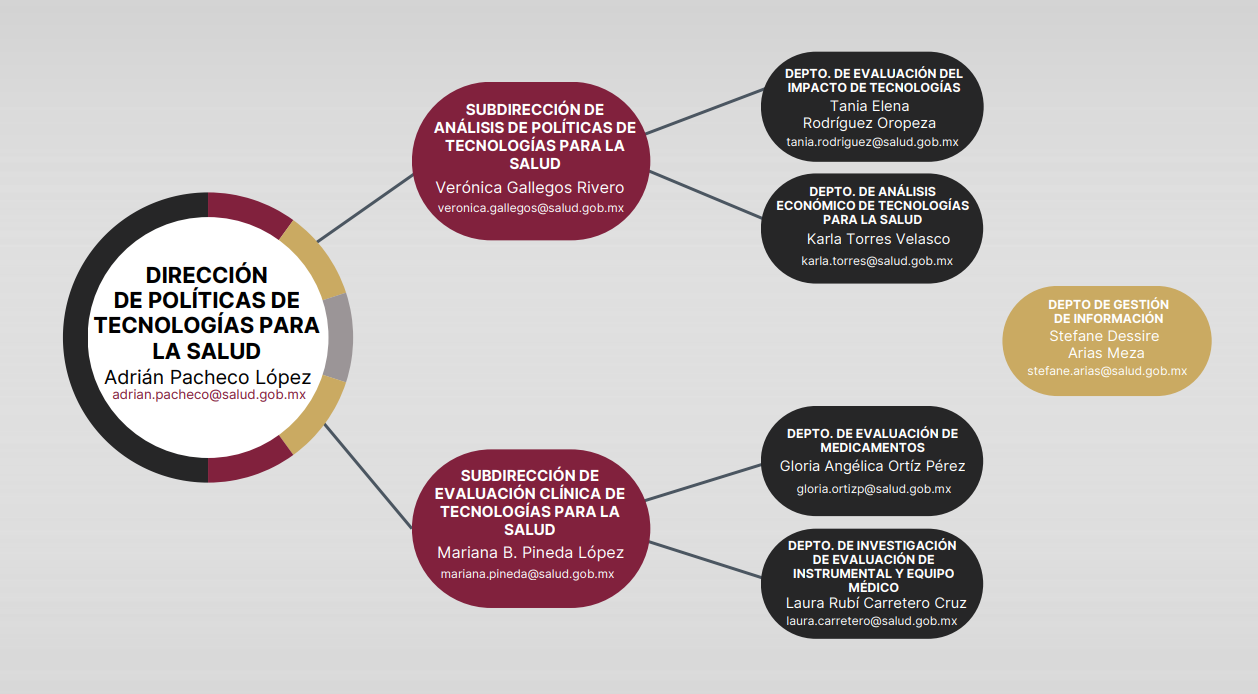 DIRECCIÓN
DE POLÍTICAS DE
TECNOLOGÍAS PARA
LA SALUD
Adrián Pacheco López
adrian.pacheco@salud.gob.mx
SUBDIRECCIÓN DE
ANÁLISIS DE POLÍTICAS DE
TECNOLOGÍAS PARA LA
SALUD
Verónica Gallegos Rivero
veronica.gallegos@salud.gob.mx
DEPTO. DE EVALUACIÓN DEL
IMPACTO DE TECNOLOGÍAS
Tania Elena
Rodríguez Oropeza
tania.rodriguez@salud.gob.mx
DEPTO. DE ANÁLISIS
ECONÓMICO DE TECNOLOGÍAS
PARA LA SALUD
Karla Torres Velasco
karla.torres@salud.gob.mx
DEPTO DE GESTIÓN
DE INFORMACIÓN
Stefane Dessire
Arias Meza
stefane.arias@salud.gob.mx
SUBDIRECCIÓN DE
EVALUACIÓN CLÍNICA DE
TECNOLOGÍAS PARA LA
SALUD
Mariana B. Pineda López
mariana.pineda@salud.gob.mx
DEPTO. DE EVALUACIÓN DE
MEDICAMENTOS
Gloria Angélica Ortíz Pérez
gloria.ortizp@salud.gob.mx
DEPTO. DE INVESTIGACIÓN
DE EVALUACIÓN DE
INSTRUMENTAL Y EQUIPO
MÉDICO
Laura Rubí Carretero Cruz
laura.carretero@salud.gob.mx